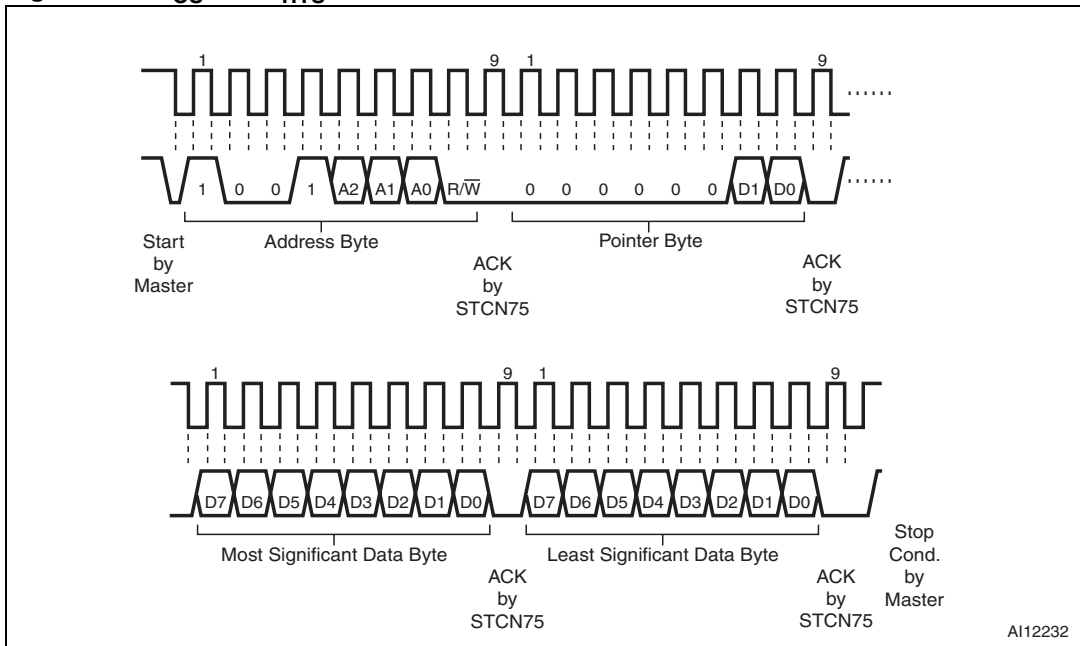 1 9 1 9
1 0 0 1 A2 A1 A0 R/W 0 0 0 0 0 0 D1 D0
Address Byte Pointer Byte
Start
by
Master
ACK
by
STCN75
ACK
by
STCN75
1 9 1 9
D7 D6 D5 D4 D3 D2 D1 D0 D7 D6 D5 D4 D3 D2 D1 D0
Most Significant Data Byte Least Significant Data Byte
ACK
by
STCN75
ACK
by
STCN75
Stop
Cond.
by
Master
AI12232